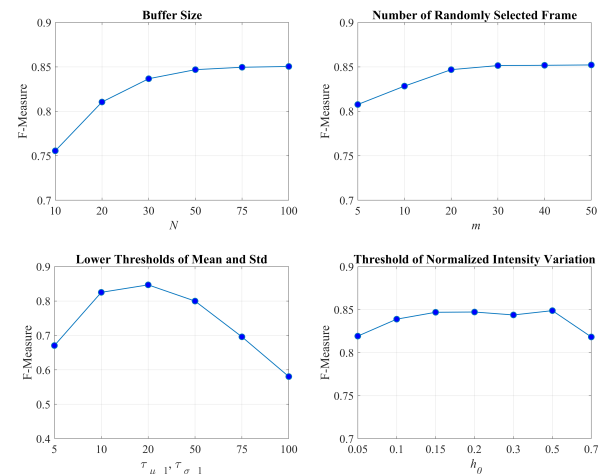 Buffer Size
0.9
0.85
0.8
0.75
0.7
F-Measure
10 20 30 50 75 100
N
Number of Randomly Selected Frame
0.9
0.85
0.8
0.75
0.7
F-Measure
5 10 20 30 40 50
m
Lower Thresholds of Mean and Std
0.9
0.8
0.7
0.6
0.5
0.4
F-Measure
5 10 20 50 75 100
τ μ_1, τ σ_1
Threshold of Normalized Intensity Variation
0.9
0.85
0.8
0.75
0.7
F-Measure
0.05 0.1 0.15 0.2 0.3 0.5 0.7
h0